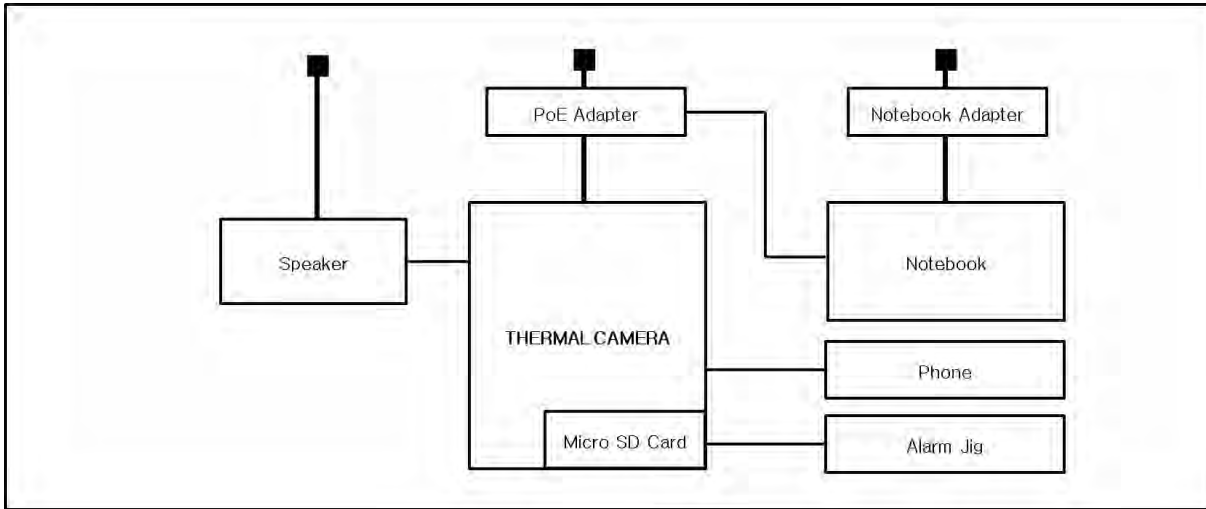 PoE Adapter
Notebook Adapter
Speaker
Notebook
THERMAL CAMERA
Phone
Micro SD Card
Alarm Jig